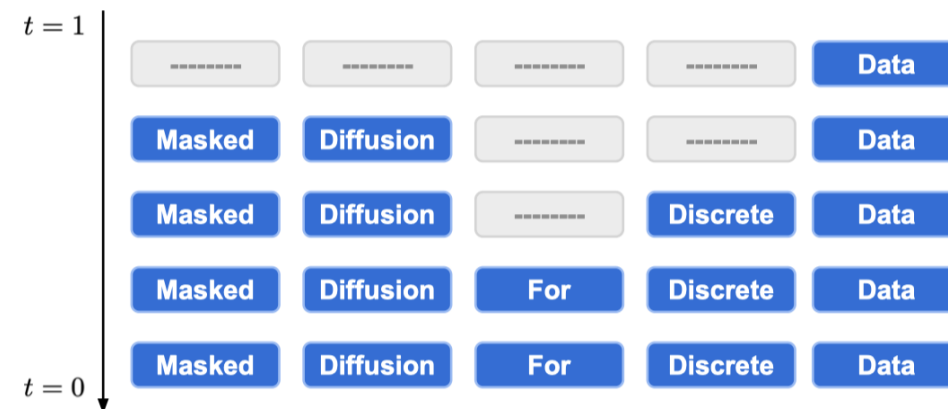 t = 1
-------- -------- -------- -------- Data
Masked Diffusion -------- -------- Data
Masked Diffusion -------- Discrete Data
Masked Diffusion For Discrete Data
Masked Diffusion For Discrete Data
t = 0